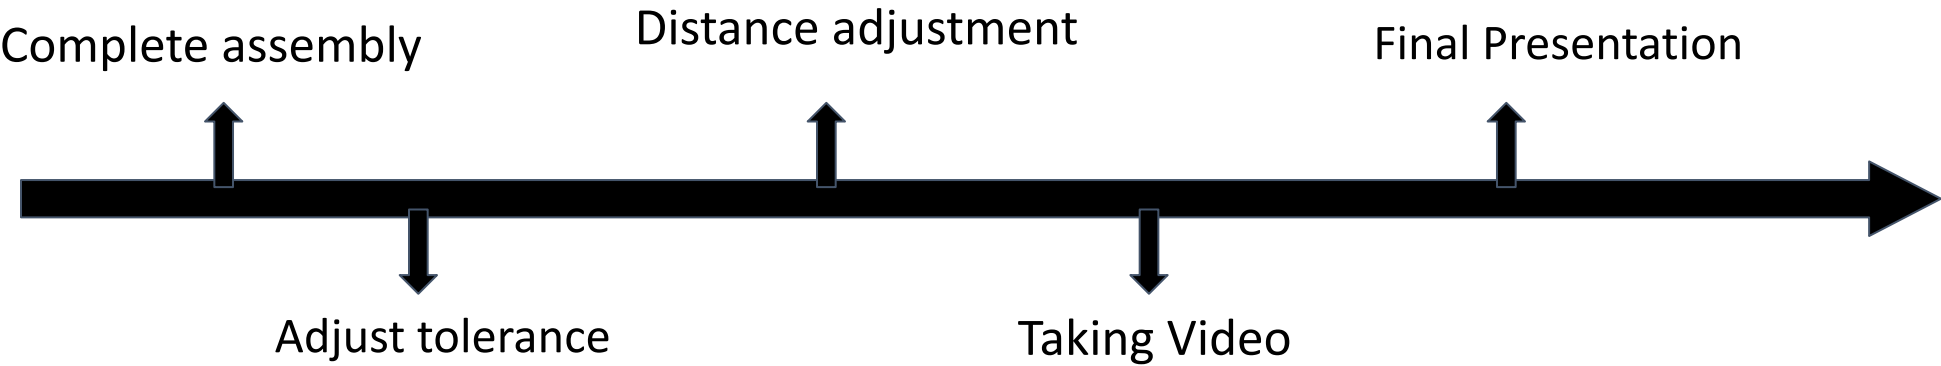 Complete assembly
Distance adjustment
Final Presentation
Adjust tolerance
Taking Video